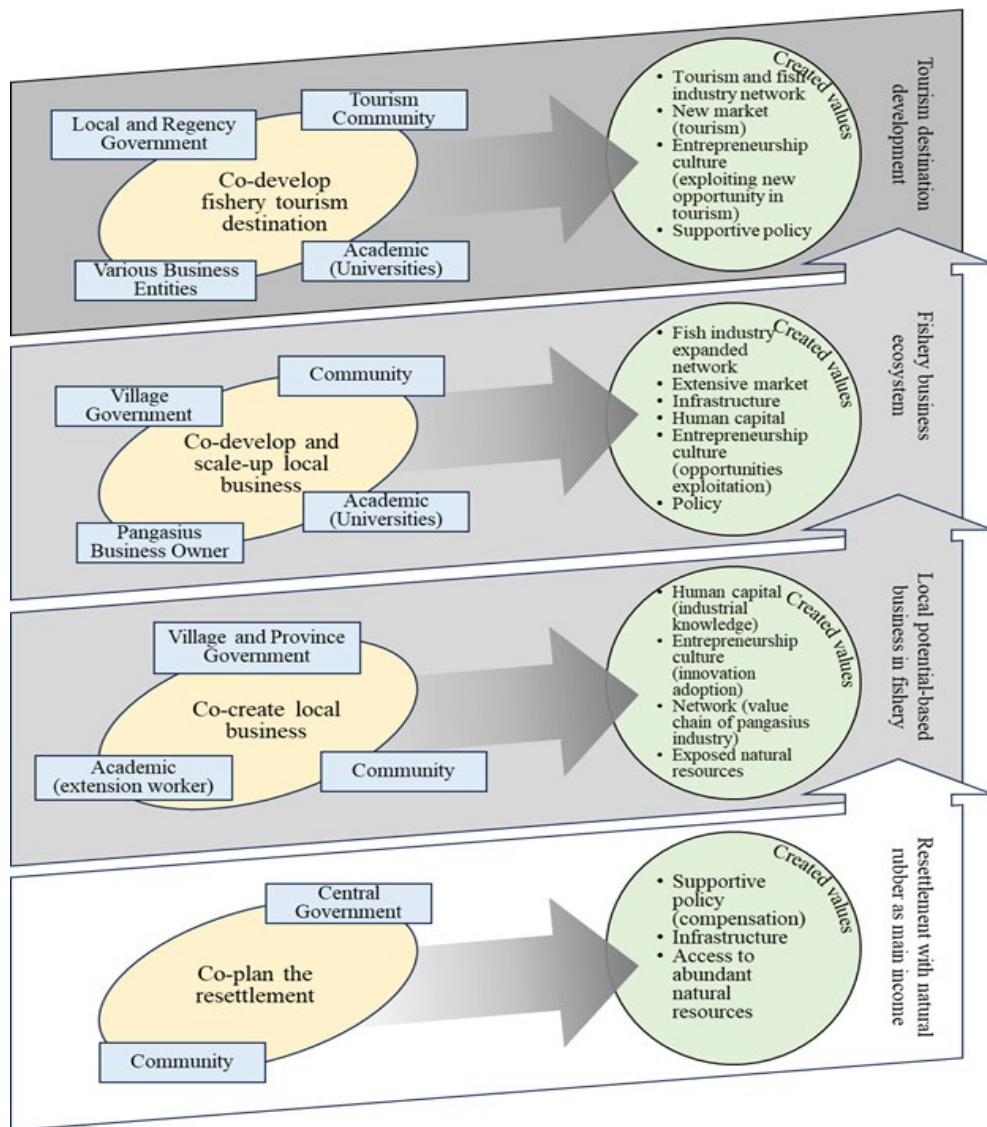 Local and Regency
Government
Tourism
Community
Co-develop
fishery tourism
destination
Various Business
Entities
Academic
(Universities)
Created values
• Tourism and fish
industry network
• New market
(tourism)
• Entrepreneurship
culture
(exploiting new
opportunity in
tourism)
• Supportive policy
Tourism destination
development
Village
Government
Community
Co-develop and
scale-up local
business
Pangasius
Business Owner
Academic
(Universities)
Created values
• Fish industry
expanded
network
• Extensive market
• Infrastructure
• Human capital
• Entrepreneurship
culture
(opportunities
exploitation)
• Policy
Fishery business
ecosystem
Village and Province
Government
Co-create local
business
Academic
(extension worker)
Community
Created values
• Human capital
(industrial
knowledge)
• Entrepreneurship
culture
(innovation
adoption)
• Network (value
chain of pangasius
industry)
• Exposed natural
resources
Local potential-based
business in fishery
Central
Government
Co-plan the
resettlement
Community
Created values
• Supportive
policy
(compensation)
• Infrastructure
• Access to
abundant
natural
resources
Resettlement with natural
rubber as main income